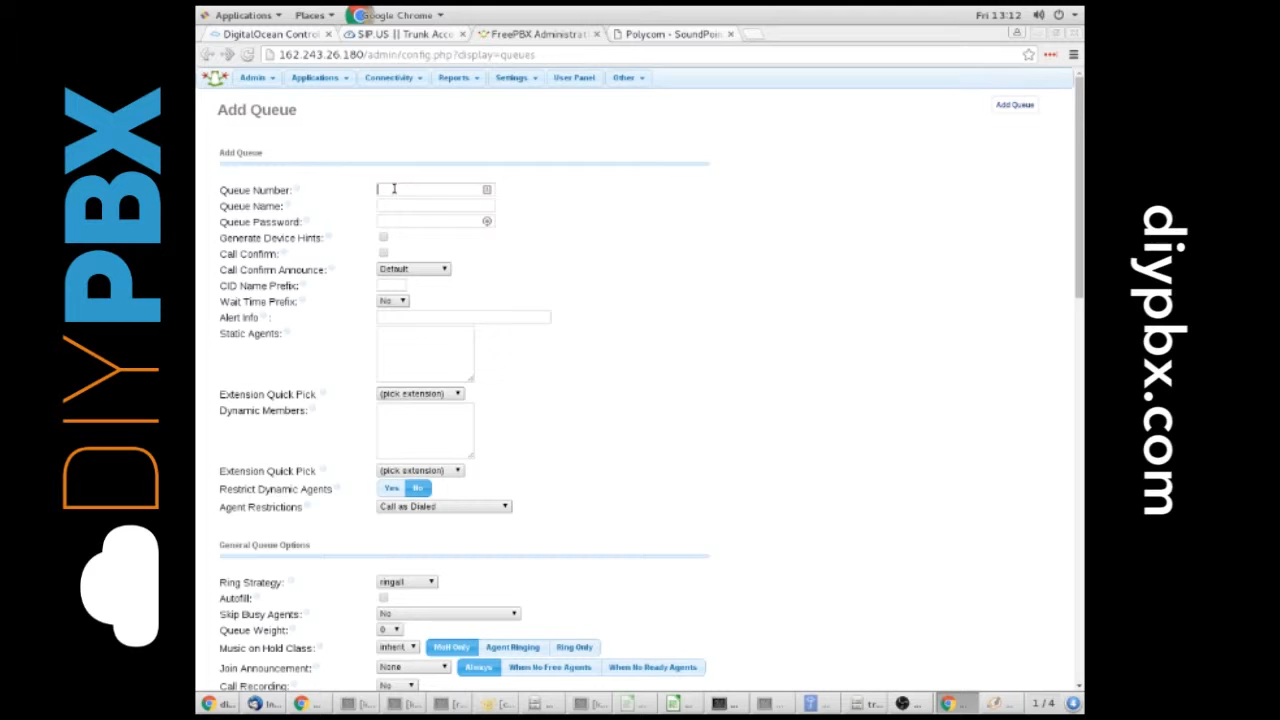 Applications
Places
Google Chrome
Fri 13:12
DigitalOcean Control
SIP.US || Trunk Acco
FreePBX Administrat
Polycom - SoundPoin
162.243.26.180/admin/config.php?display=queues
Admin
Applications
Connectivity
Reports
Settings
User Panel
Other
Add Queue
Add Queue
Add Queue
Queue Number:
Queue Name:
Queue Password:
Generate Device Hints:
Call Confirm:
Call Confirm Announce: Default
CID Name Prefix:
Wait Time Prefix: No
Alert Info :
Static Agents:
Extension Quick Pick (pick extension)
Dynamic Members:
Extension Quick Pick (pick extension)
Restrict Dynamic Agents Yes No
Agent Restrictions Call as Dialed
General Queue Options
Ring Strategy: ringall
Autofill:
Skip Busy Agents: No
Queue Weight: 0
Music on Hold Class: inherit MoH Only Agent Ringing Ring Only
Join Announcement: None Always When No Free Agents When No Ready Agents
Call Recording: No
1 / 4
DIYPBX
diypbx.com